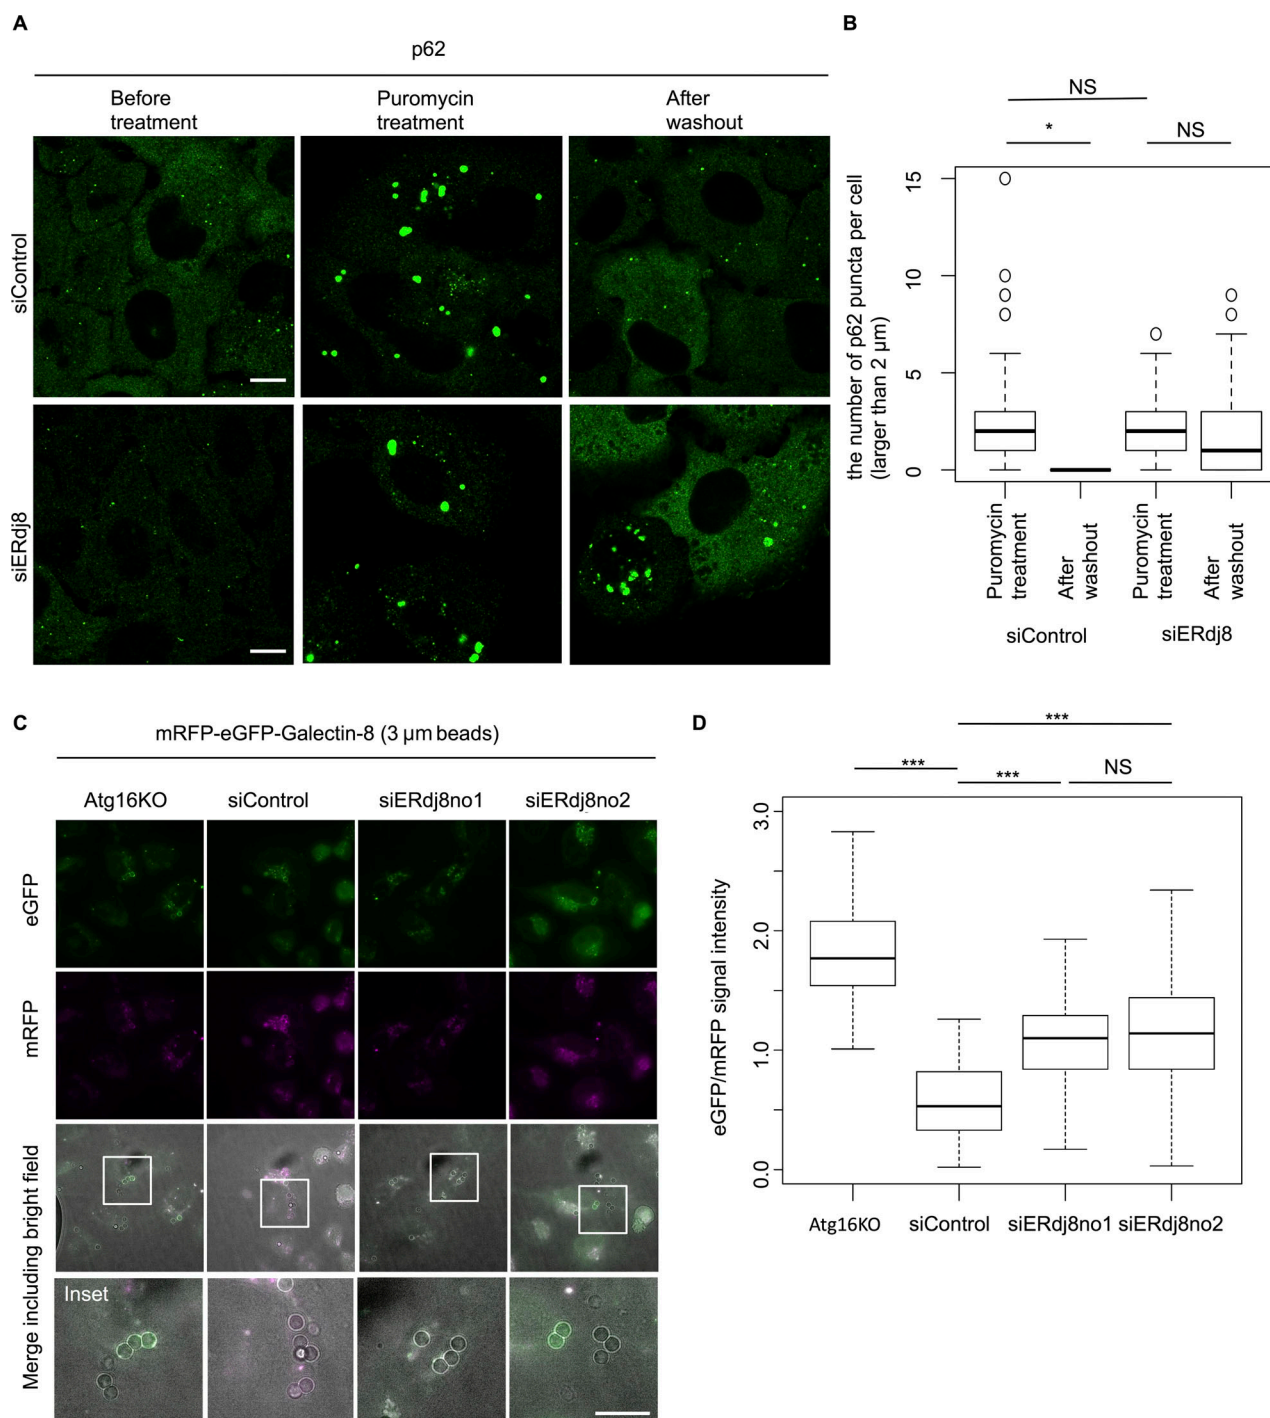 A
p62
Before
treatment
Puromycin
treatment
After
washout
siControl
siERdj8
B
NS
*
NS
the number of p62 puncta per cell
(larger than 2 μm)
15
10
5
0
Puromycin
treatment
After
washout
Puromycin
treatment
After
washout
siControl
siERdj8
C
mRFP-eGFP-Galectin-8 (3 μm beads)
Atg16KO
siControl
siERdj8no1
siERdj8no2
eGFP
mRFP
Merge including bright field
Inset
D
***
***
***
NS
eGFP/mRFP signal intensity
3.0
2.0
1.0
0.0
Atg16KO
siControl
siERdj8no1
siERdj8no2